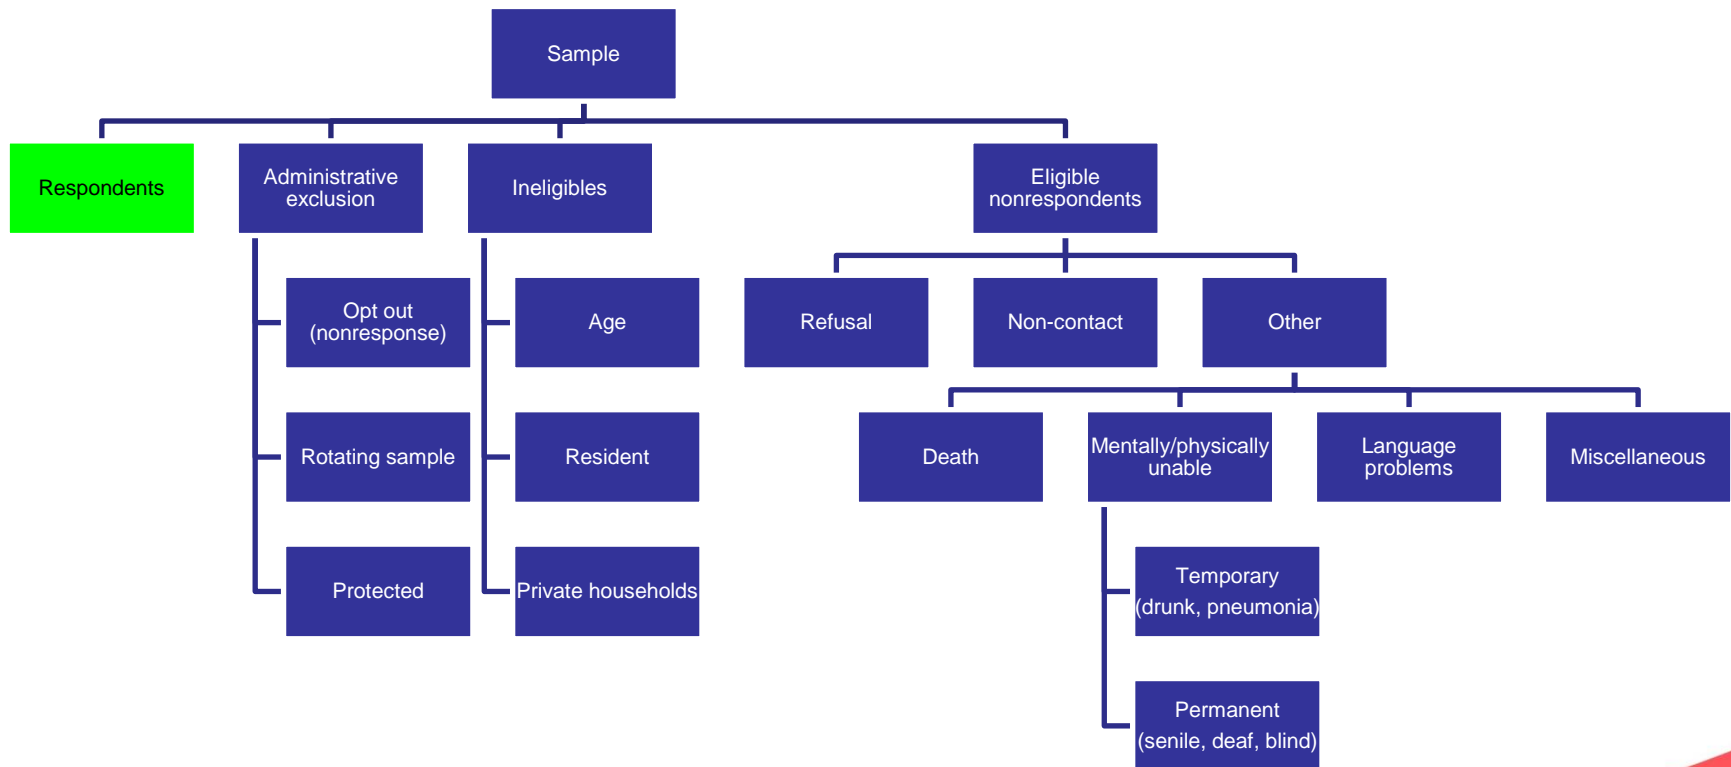 Sample
Respondents
Administrative
exclusion
Ineligibles
Eligible
nonrespondents
Opt out
(nonresponse)
Age
Refusal
Non-contact
Other
Rotating sample
Resident
Death
Mentally/physically
unable
Language
problems
Miscellaneous
Protected
Private households
Temporary
(drunk, pneumonia)
Permanent
(senile, deaf, blind)